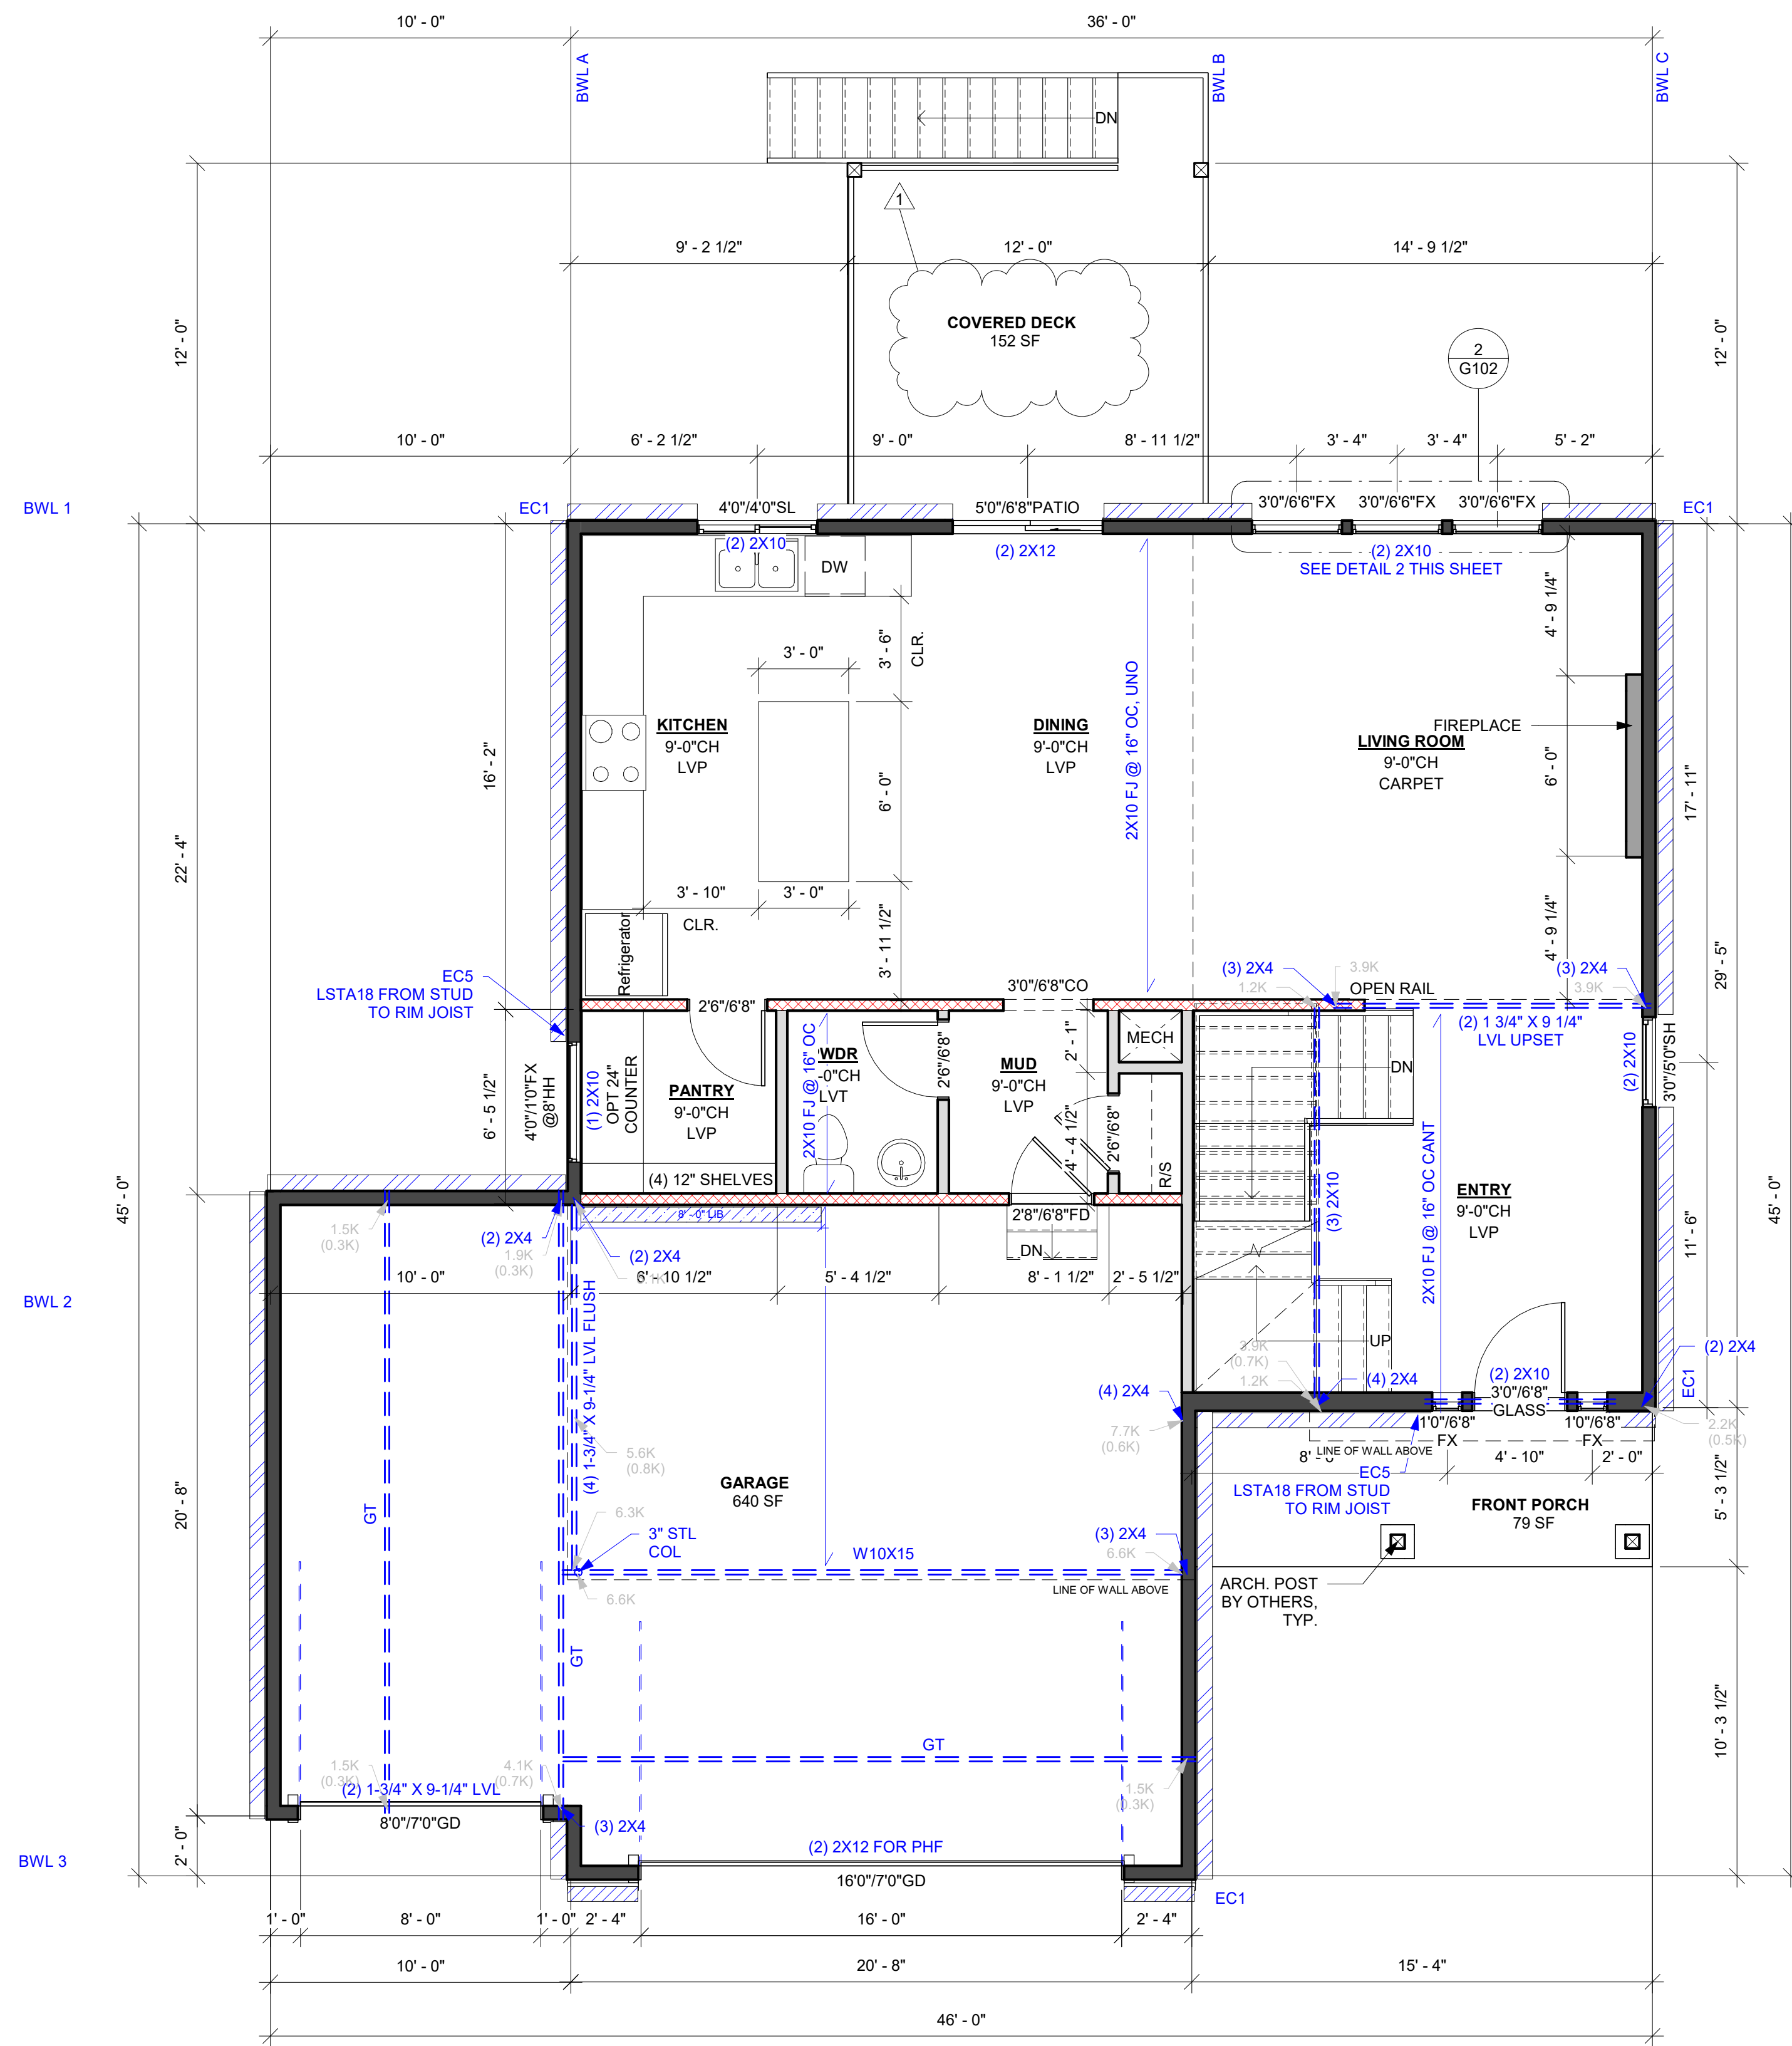 10' - 0"
36' - 0"
BWL A
BWL B
BWL C
DN
1
9' - 2 1/2"
12' - 0"
14' - 9 1/2"
12' - 0"
COVERED DECK
152 SF
12' - 0"
2
G102
10' - 0"
6' - 2 1/2"
9' - 0"
8' - 11 1/2"
3' - 4"
3' - 4"
5' - 2"
BWL 1
EC1
4'0"/4'0"SL
5'0"/6'8"PATIO
3'0"/6'6"FX
3'0"/6'6"FX
3'0"/6'6"FX
EC1
(2) 2X10
(2) 2X12
(2) 2X10
SEE DETAIL 2 THIS SHEET
DW
4' - 9 1/4"
3' - 6"
CLR.
3' - 0"
2X10 FJ @ 16" OC, UNO
KITCHEN
9'-0"CH
LVP
DINING
9'-0"CH
LVP
FIREPLACE
LIVING ROOM
9'-0"CH
CARPET
16' - 2"
6' - 0"
6' - 0"
17' - 11"
22' - 4"
3' - 10"
3' - 0"
CLR.
Refrigerator
3' - 11 1/2"
4' - 9 1/4"
29' - 5"
EC5
LSTA18 FROM STUD
TO RIM JOIST
(3) 2X4
3.9K
1.2K
OPEN RAIL
(3) 2X4
3.9K
2'6"/6'8"
3'0"/6'8"CO
(2) 1 3/4" X 9 1/4"
LVL UPSET
MECH
2' - 1"
DN
(2) 2X10
3'0"/5'0"SH
6' - 5 1/2"
4'0"/1'0"FX
@8'HH
(1) 2X10
OPT 24"
COUNTER
PANTRY
9'-0"CH
LVP
2X10 FJ @ 16" OC
WDR
-0"CH
LVT
2'6"/6'8"
MUD
9'-0"CH
LVP
4' - 4 1/2"
2'6"/6'8"
R/S
(4) 12" SHELVES
(3) 2X10
2X10 FJ @ 16" OC CANT
ENTRY
9'-0"CH
LVP
45' - 0"
45' - 0"
11' - 6"
8' - 0" LIB
2'8"/6'8"FD
DN
1.5K
(0.3K)
(2) 2X4
1.9K
(0.3K)
(2) 2X4
10' - 0"
6' - 10 1/2"
5' - 4 1/2"
8' - 1 1/2"
2' - 5 1/2"
BWL 2
(4) 1-3/4" X 9-1/4" LVL FLUSH
UP
3.9K
(0.7K)
1.2K
(4) 2X4
(4) 2X4
7.7K
(0.6K)
(2) 2X10
3'0"/6'8"
GLASS
1'0"/6'8"
FX
1'0"/6'8"
FX
EC1
(2) 2X4
2.2K
(0.5K)
LINE OF WALL ABOVE
4' - 10"
2' - 0"
EC5
LSTA18 FROM STUD
TO RIM JOIST
5.6K
(0.8K)
GARAGE
640 SF
FRONT PORCH
79 SF
5' - 3 1/2"
20' - 8"
GT
6.3K
3" STL
COL
W10X15
(3) 2X4
6.6K
6.6K
LINE OF WALL ABOVE
ARCH. POST
BY OTHERS,
TYP.
GT
GT
10' - 3 1/2"
1.5K
(0.3K)
4.1K
(0.7K)
1.5K
(0.3K)
(2) 1-3/4" X 9-1/4" LVL
8'0"/7'0"GD
(3) 2X4
(2) 2X12 FOR PHF
16'0"/7'0"GD
BWL 3
2' - 0"
EC1
1' - 0"
8' - 0"
1' - 0"
2' - 4"
16' - 0"
2' - 4"
10' - 0"
20' - 8"
15' - 4"
46' - 0"